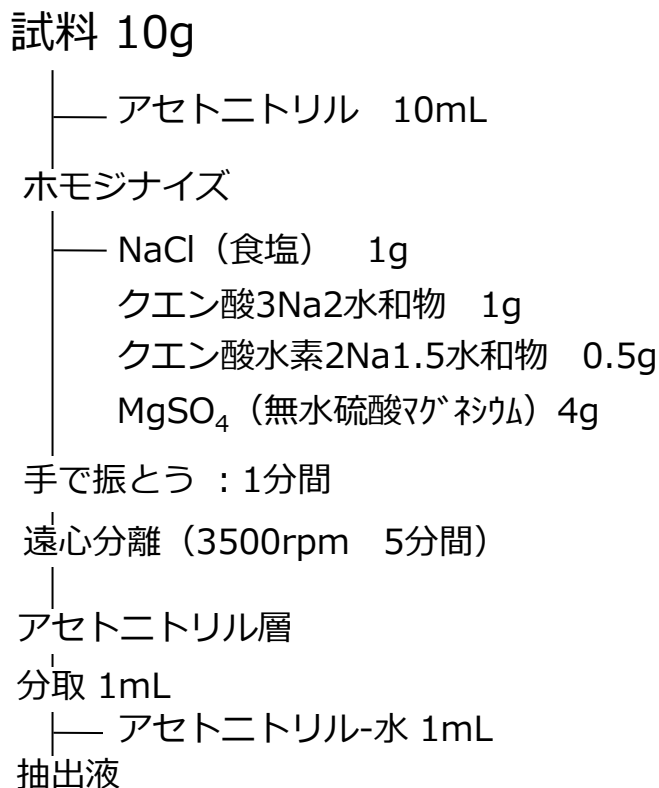 試料 10g
アセトニトリル　10mL
ホモジナイズ
NaCl（食塩）　1g
クエン酸3Na2水和物　1g
クエン酸水素2Na1.5水和物　0.5g
MgSO₄（無水硫酸ﾏｸﾞﾈｼｳﾑ）4g
手で振とう ：1分間
遠心分離（3500rpm　5分間）
アセトニトリル層
分取 1mL
アセトニトリル-水 1mL
抽出液